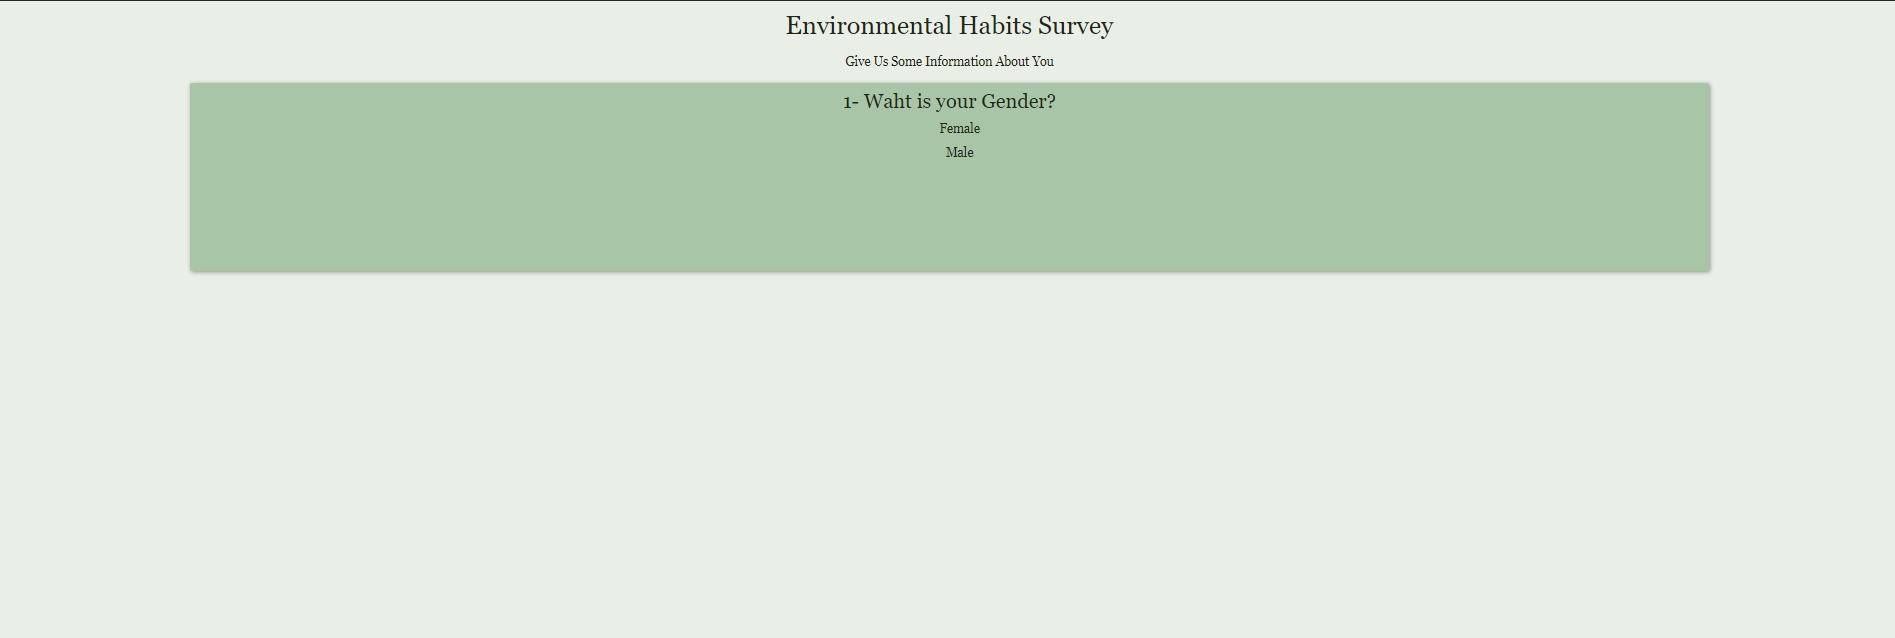 Environmental Habits Survey
Give Us Some Information About You
1- Waht is your Gender?
Female
Male